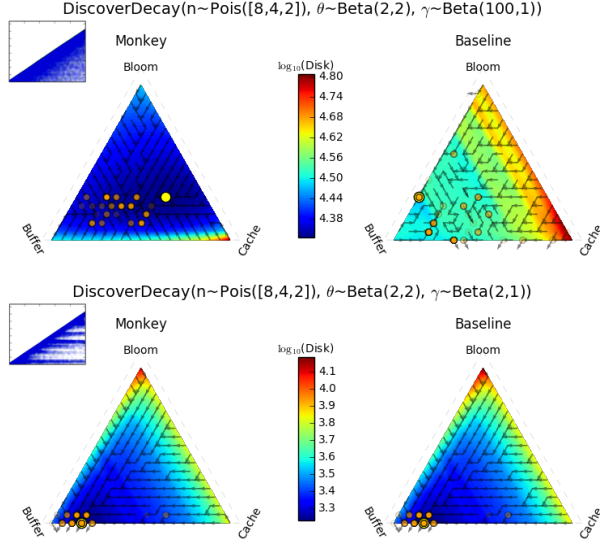 DiscoverDecay(n~Pois([8,4,2]), θ~Beta(2,2), γ~Beta(100,1))
Monkey
Baseline
Bloom
log10(Disk)
Bloom
4.80
4.74
4.68
4.62
4.56
4.50
4.44
4.38
Buffer
Cache
Buffer
Cache
DiscoverDecay(n~Pois([8,4,2]), θ~Beta(2,2), γ~Beta(2,1))
Monkey
Baseline
Bloom
log10(Disk)
Bloom
4.1
4.0
3.9
3.8
3.7
3.6
3.5
3.4
3.3
Buffer
Cache
Buffer
Cache